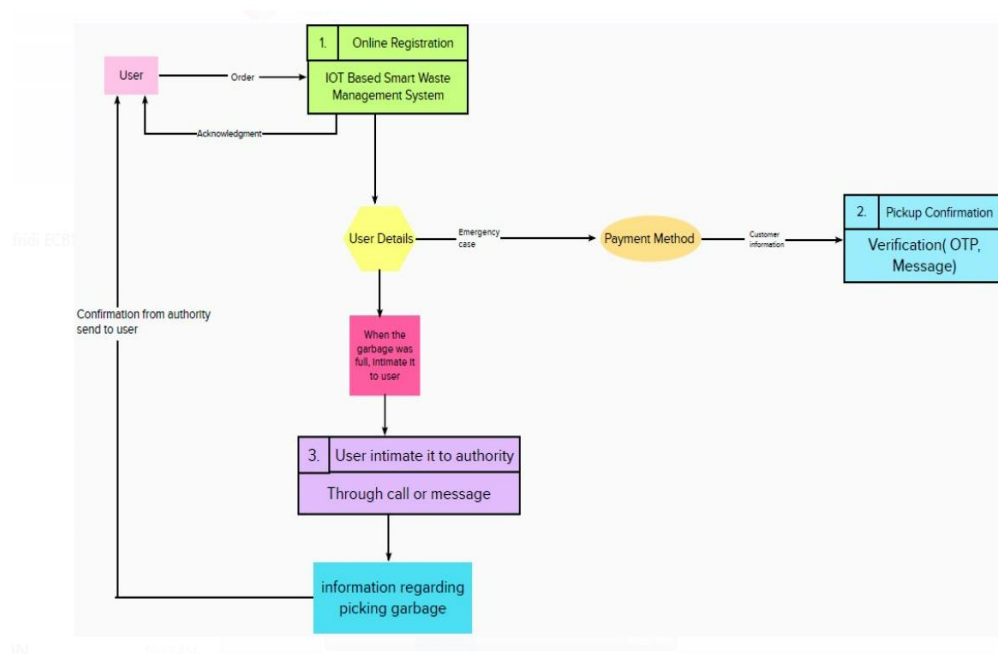 1. Online Registration
User
Order
IOT Based Smart Waste
Management System
Acknowledgment
User Details
Emergency
case
Payment Method
Customer
information
2. Pickup Confirmation
Verification( OTP,
Message)
Confirmation from authority
send to user
When the
garbage was
full, intimate it
to user
3. User intimate it to authority
Through call or message
information regarding
picking garbage